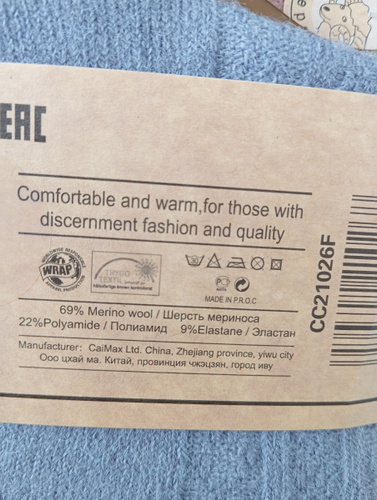 EAC
Comfortable and warm,for those with
discernment fashion and quality
WRAP
MADE IN P.R.O.C
69% Merino wool / Шерсть мериноса
22%Polyamide / Полиамид 9%Elastane / Эластан
Manufacturer: CaiMax Ltd. China, Zhejiang province, yiwu city
Ооо цхай ма. Китай, провинция чжэцзян, город иву
CC21026F